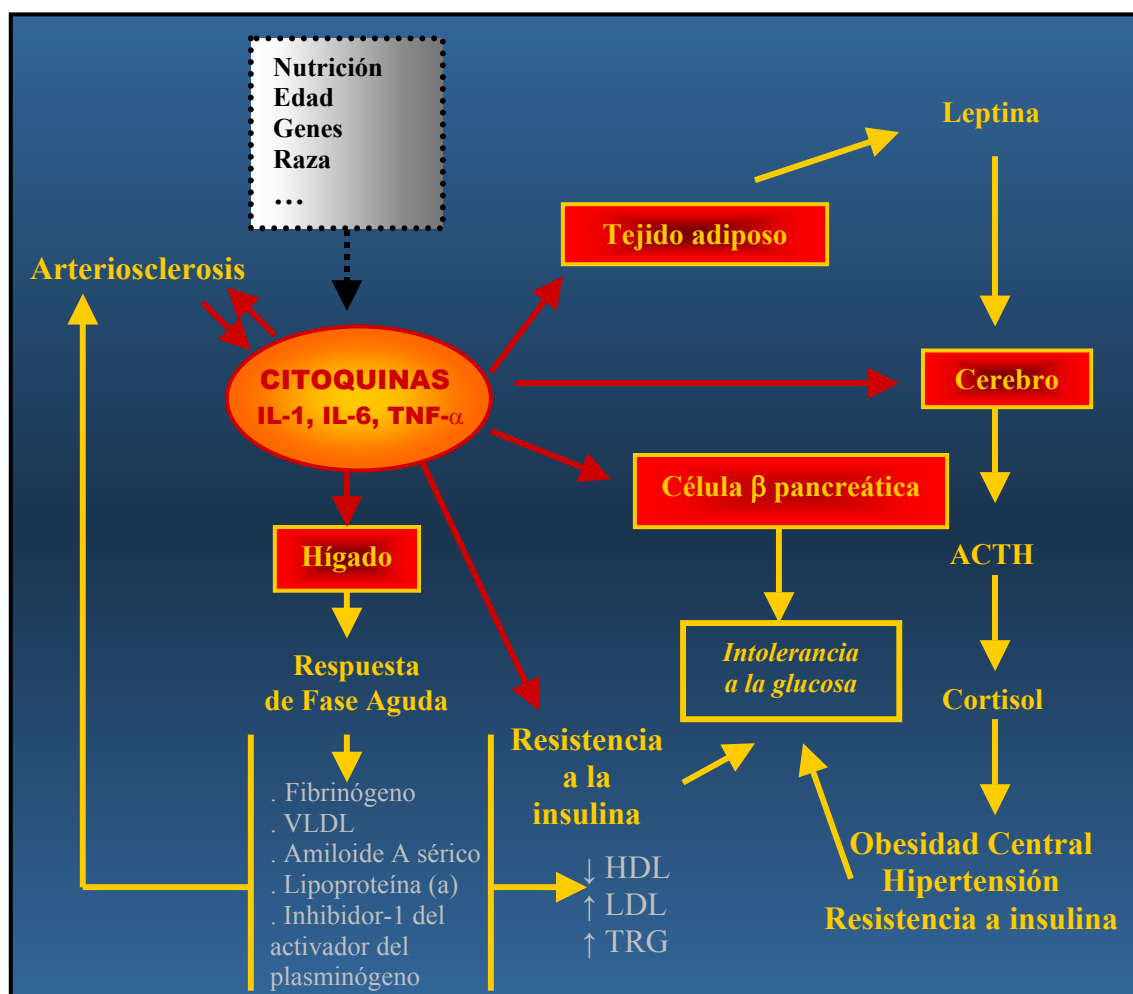 Nutrición
Edad
Genes
Raza
…
Leptina
Tejido adiposo
Arteriosclerosis
CITOQUINAS
IL-1, IL-6, TNF-α
Cerebro
Célula β pancreática
Hígado
ACTH
Respuesta
de Fase Aguda
Intolerancia
a la glucosa
Cortisol
Resistencia
a la
insulina
. Fibrinógeno
. VLDL
. Amiloide A sérico
. Lipoproteína (a)
. Inhibidor-1 del
activador del
plasminógeno
↓ HDL
↑ LDL
↑ TRG
Obesidad Central
Hipertensión
Resistencia a insulina